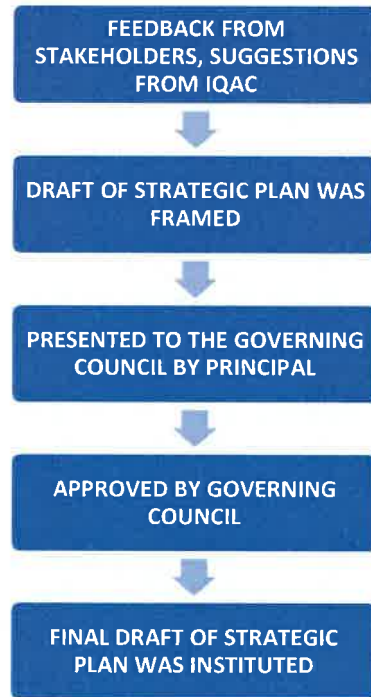 FEEDBACK FROM
STAKEHOLDERS, SUGGESTIONS
FROM IQAC
DRAFT OF STRATEGIC PLAN WAS
FRAMED
PRESENTED TO THE GOVERNING
COUNCIL BY PRINCIPAL
APPROVED BY GOVERNING
COUNCIL
FINAL DRAFT OF STRATEGIC
PLAN WAS INSTITUTED